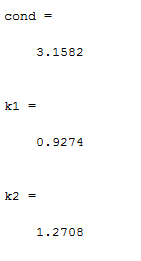 cond =
3.1582
k1 =
0.9274
k2 =
1.2708